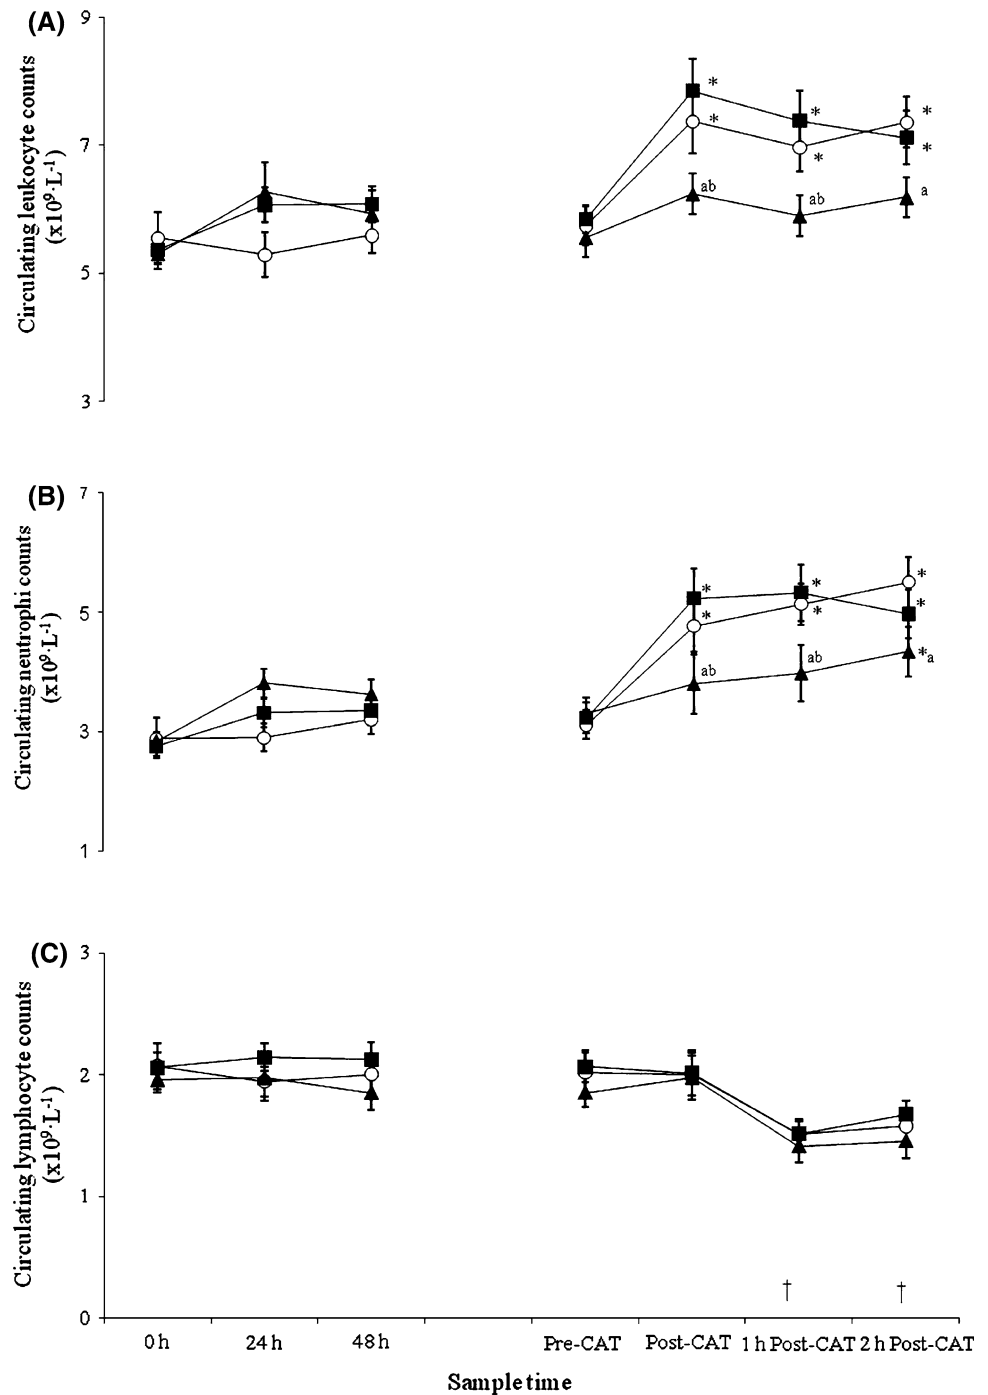 (A)
9
7
5
3
Circulating leukocyte counts
(x10⁹·L⁻¹)
*
*
ab
*
*
ab
*
*
a
(B)
7
5
3
1
Circulating neutrophi counts
(x10⁹·L⁻¹)
*
*
ab
*
*
ab
*
*
*a
(C)
3
2
1
0
Circulating lymphocyte counts
(x10⁹·L⁻¹)
† †
0 h 24 h 48 h Pre-CAT Post-CAT 1 h Post-CAT 2 h Post-CAT
Sample time